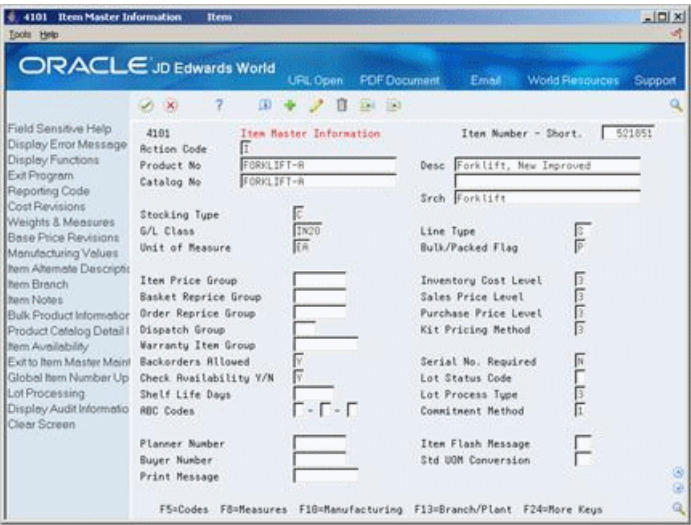 4101 Item Master Information Item
Tools Help
ORACLE JD Edwards World
URL Open PDF Document Email World Resources Support
?
Field Sensitive Help
Display Error Message
Display Functions
Exit Program
Reporting Code
Cost Revisions
Weights & Measures
Base Price Revisions
Manufacturing Values
Item Alternate Descriptio
Item Branch
Item Notes
Bulk Product Information
Product Catalog Detail I
Item Availability
Exit to Item Master Maint
Global Item Number Up
Lot Processing
Display Audit Informatio
Clear Screen
4101 Item Master Information Item Number - Short. 521851
Action Code I
Product No FORKLIFT-A Desc Forklift, New Improved
Catalog No FORKLIFT-A
Srch Forklift
Stocking Type C
G/L Class IN20 Line Type S
Unit of Measure EA Bulk/Packed Flag P
Item Price Group Inventory Cost Level 3
Basket Reprice Group Sales Price Level 3
Order Reprice Group Purchase Price Level 3
Dispatch Group Kit Pricing Method 3
Warranty Item Group
Backorders Allowed Y Serial No. Required N
Check Availability Y/N Y Lot Status Code
Shelf Life Days Lot Process Type 3
ABC Codes - - Commitment Method 1
Planner Number Item Flash Message
Buyer Number Std UOM Conversion
Print Message
F5=Codes F8=Measures F10=Manufacturing F13=Branch/Plant F24=More Keys